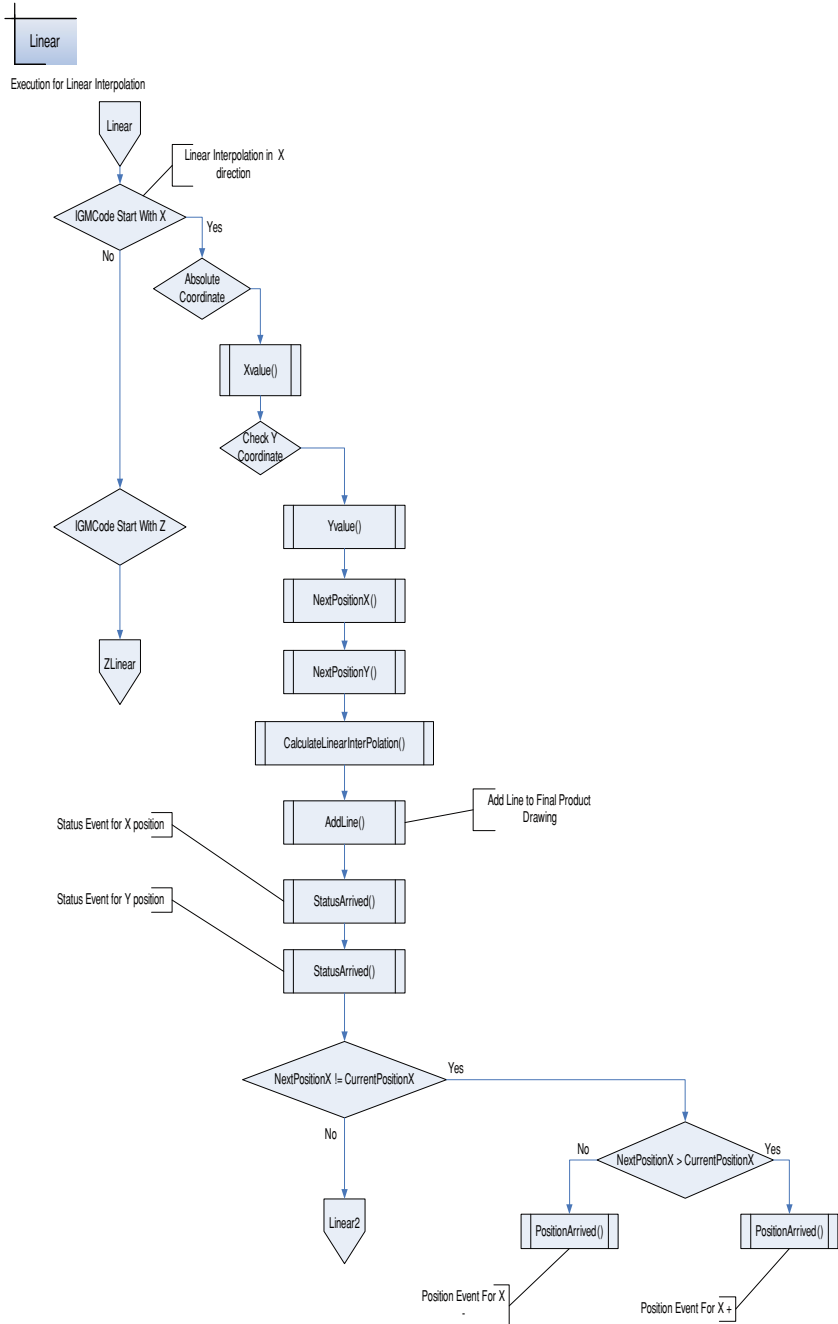 Linear
Execution for Linear Interpolation
Linear
Linear Interpolation in X
direction
IGMCode Start With X
Yes
No
Absolute
Coordinate
Xvalue()
Check Y
Coordinate
IGMCode Start With Z
Yvalue()
NextPositionX()
ZLinear
NextPositionY()
CalculateLinearInterPolation()
Add Line to Final Product
Drawing
AddLine()
Status Event for X position
StatusArrived()
Status Event for Y position
StatusArrived()
NextPositionX != CurrentPositionX
Yes
No
NextPositionX > CurrentPositionX
No
Yes
Linear2
PositionArrived()
PositionArrived()
Position Event For X
-
Position Event For X +